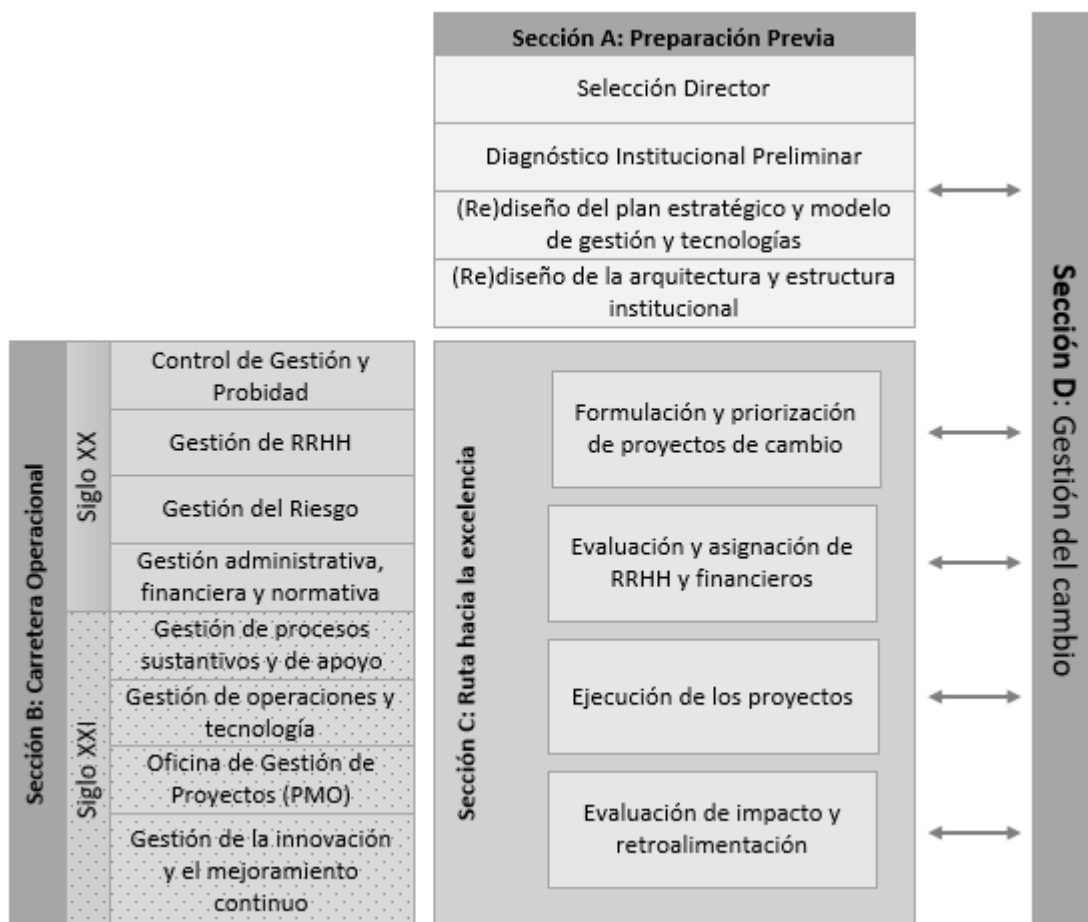 Sección A: Preparación Previa
Selección Director
Diagnóstico Institucional Preliminar
(Re)diseño del plan estratégico y modelo
de gestión y tecnologías
(Re)diseño de la arquitectura y estructura
institucional
Sección B: Carretera Operacional
Siglo XX
Control de Gestión y
Probidad
Gestión de RRHH
Gestión del Riesgo
Gestión administrativa,
financiera y normativa
Siglo XXI
Gestión de procesos
sustantivos y de apoyo
Gestión de operaciones y
tecnología
Oficina de Gestión de
Proyectos (PMO)
Gestión de la innovación
y el mejoramiento
continuo
Sección C: Ruta hacia la excelencia
Formulación y priorización
de proyectos de cambio
Evaluación y asignación de
RRHH y financieros
Ejecución de los proyectos
Evaluación de impacto y
retroalimentación
Sección D: Gestión del cambio